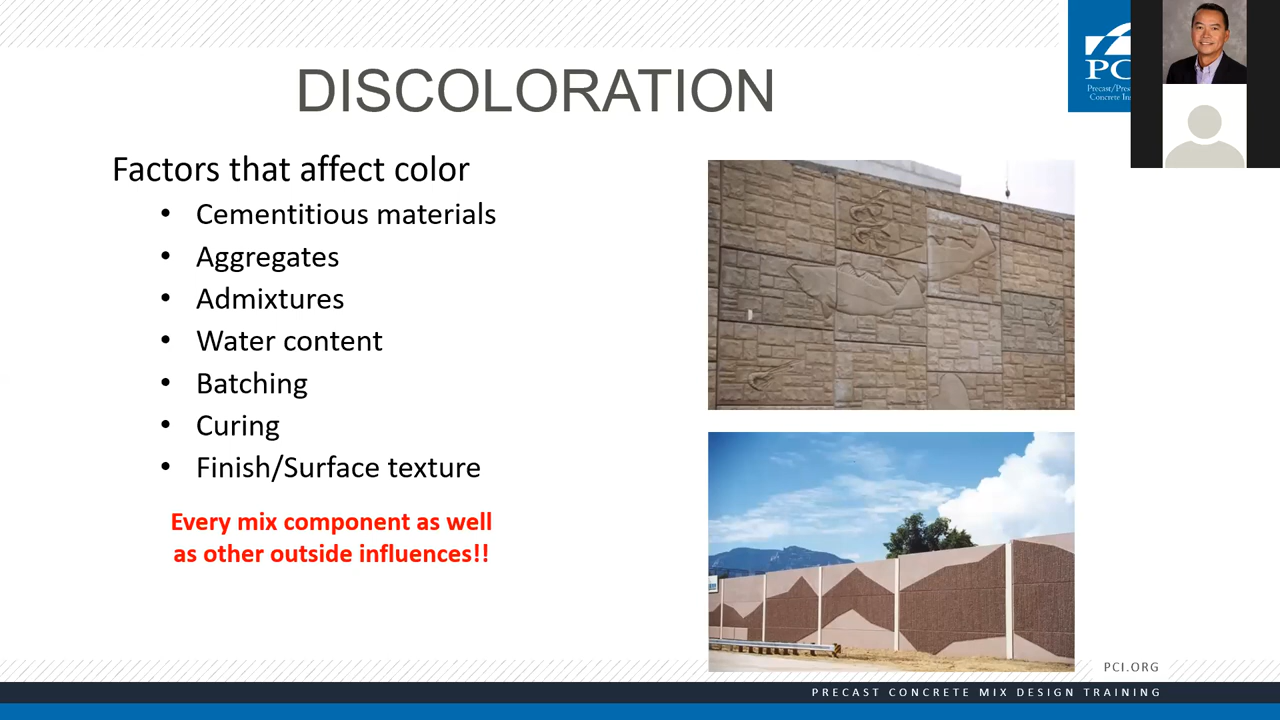 DISCOLORATION
Factors that affect color
• Cementitious materials
• Aggregates
• Admixtures
• Water content
• Batching
• Curing
• Finish/Surface texture
Every mix component as well
as other outside influences!!
PCI.ORG
PRECAST CONCRETE MIX DESIGN TRAINING